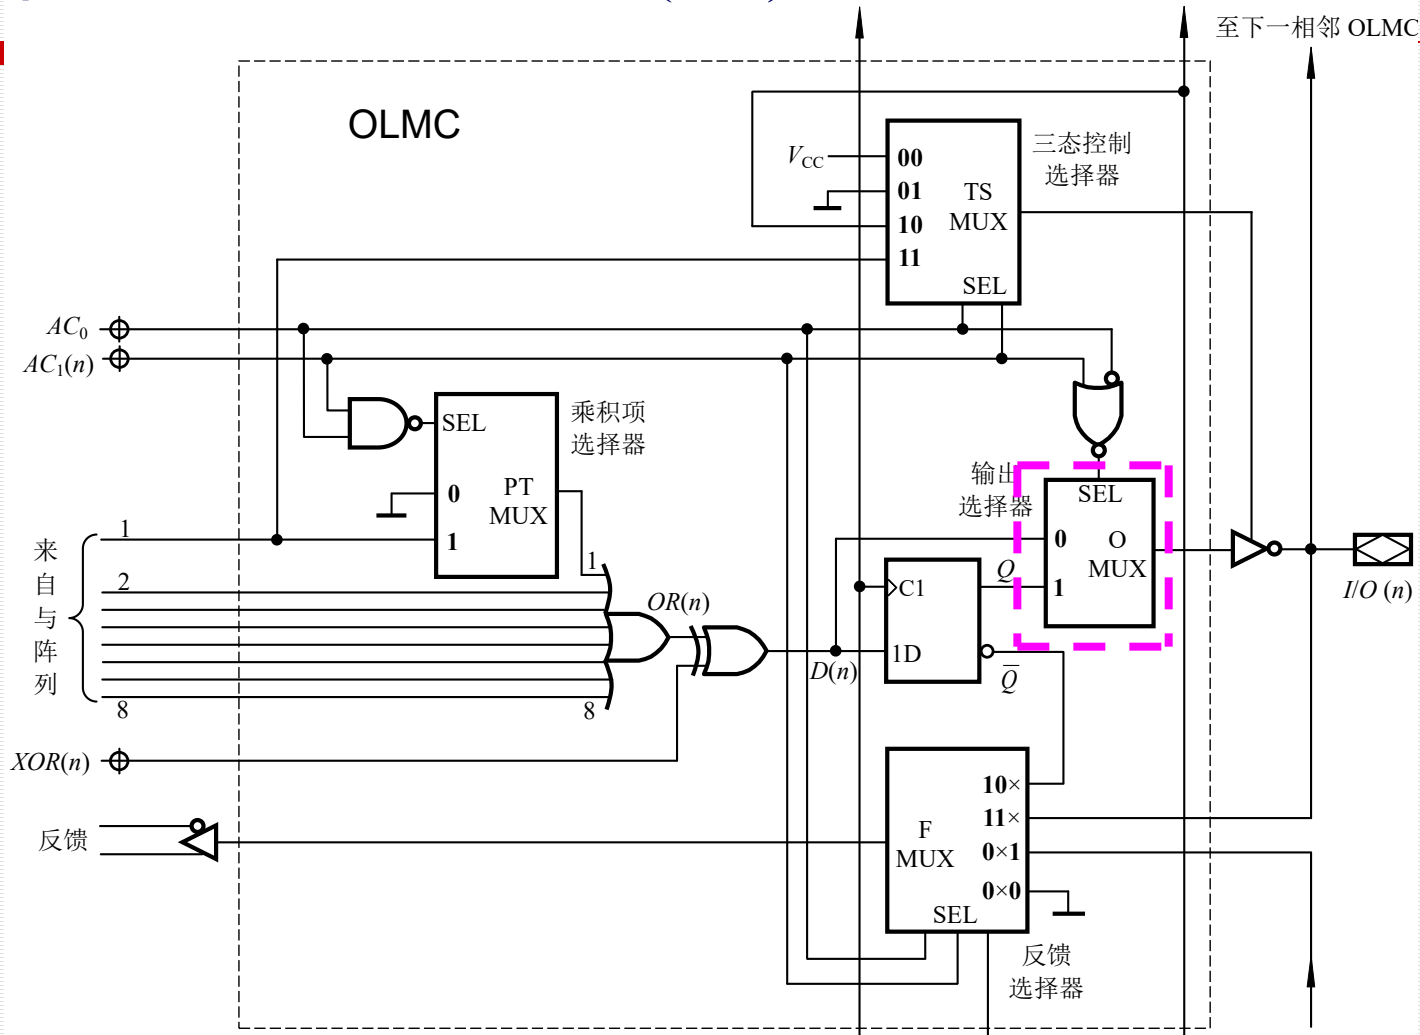 至下一相邻 OLMC
OLMC
三态控制
选择器
V_CC
00
01
10
11
TS
MUX
SEL
AC₀
AC₁(n)
SEL
0
1
PT
MUX
乘积项
选择器
输出
选择器
SEL
0
1
O
MUX
I/O (n)
来
自
与
阵
列
1
2
8
1
8
OR(n)
D(n)
C1
1D
Q
Q̅
XOR(n)
反馈
F
MUX
10×
11×
0×1
0×0
SEL
反馈
选择器